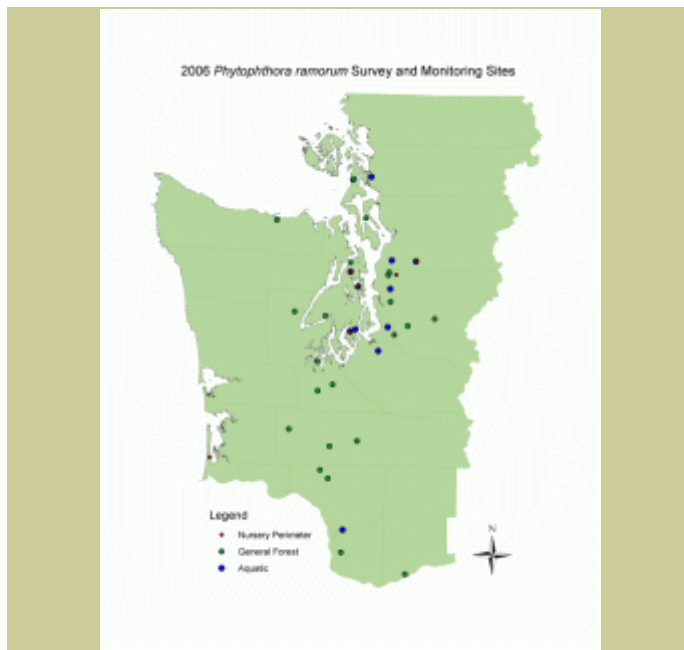 2006 Phytophthora ramorum Survey and Monitoring Sites
Legend
Nursery Perimeter
General Forest
Aquatic
N